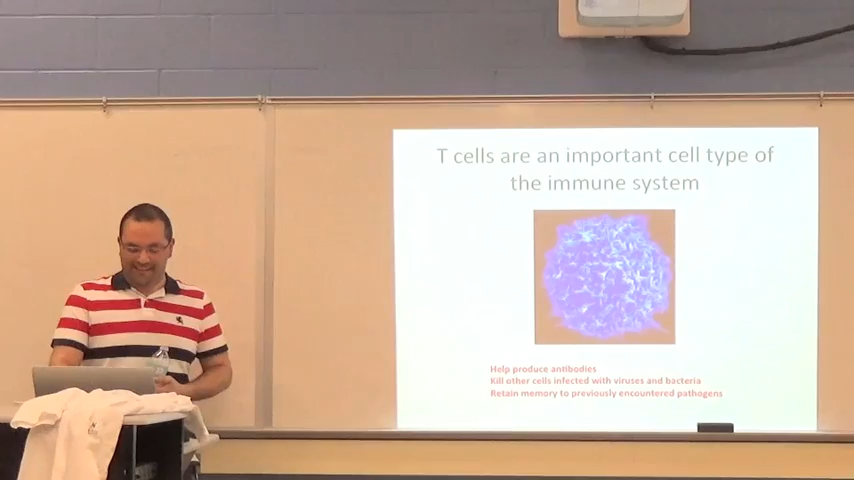 T cells are an important cell type of
the immune system
Help produce antibodies
Kill other cells infected with viruses and bacteria
Retain memory to previously encountered pathogens